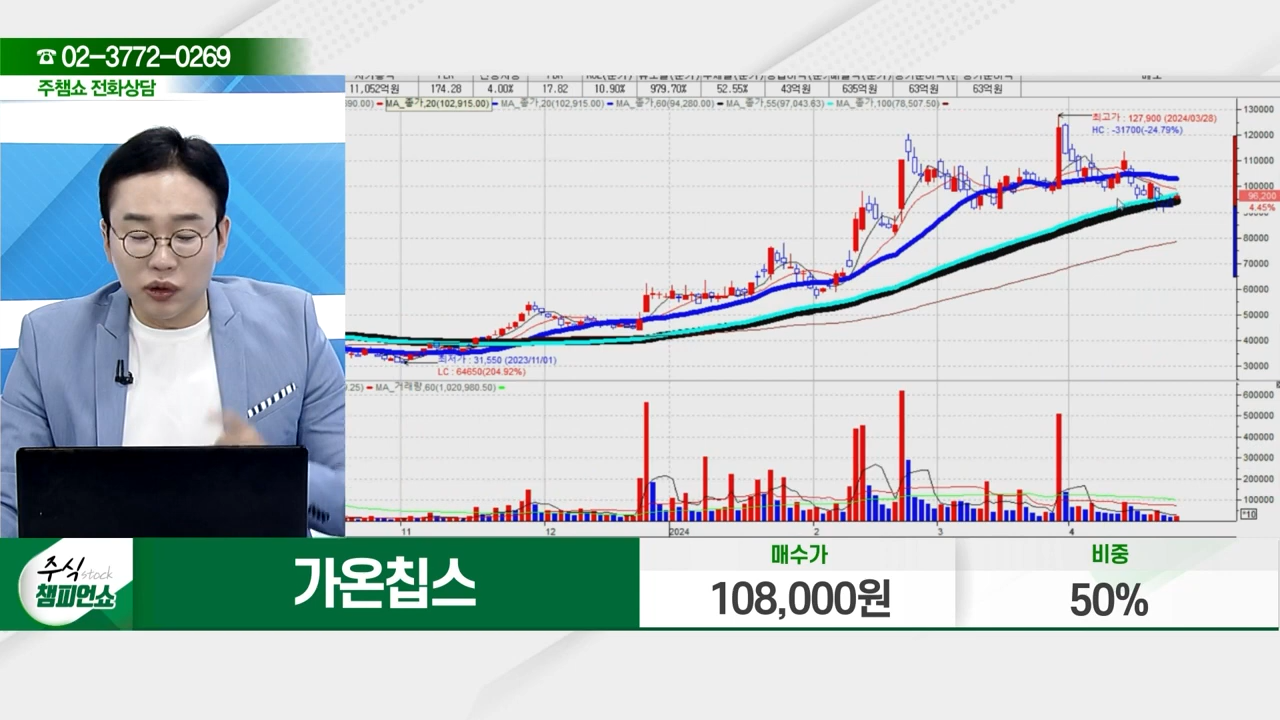 ☎ 02-3772-0269
주챔쇼 전화상담
11,052억원 174.28 4.00% 17.82 10.90% 979.70% 52.55% 43억원 635억원 63억원 63억원
MA_종가,20(102,915.00) MA_종가,20(102,915.00) MA_종가,60(94,280.00) MA_종가,55(97,043.63) MA_종가,100(78,507.50)
최고가 : 127,900 (2024/03/28)
HC : -31700(-24.79%)
130000
120000
110000
100000
4.45%
80000
70000
60000
50000
40000
30000
최저가 : 31,550 (2023/11/01)
LC : 64650(204.92%)
MA_거래량,60(1,020,980.50)
600000
500000
400000
300000
200000
100000
*10
11 12 2024 2 3 4
주식 stock
챔피언쇼
가온칩스
매수가
108,000원
비중
50%